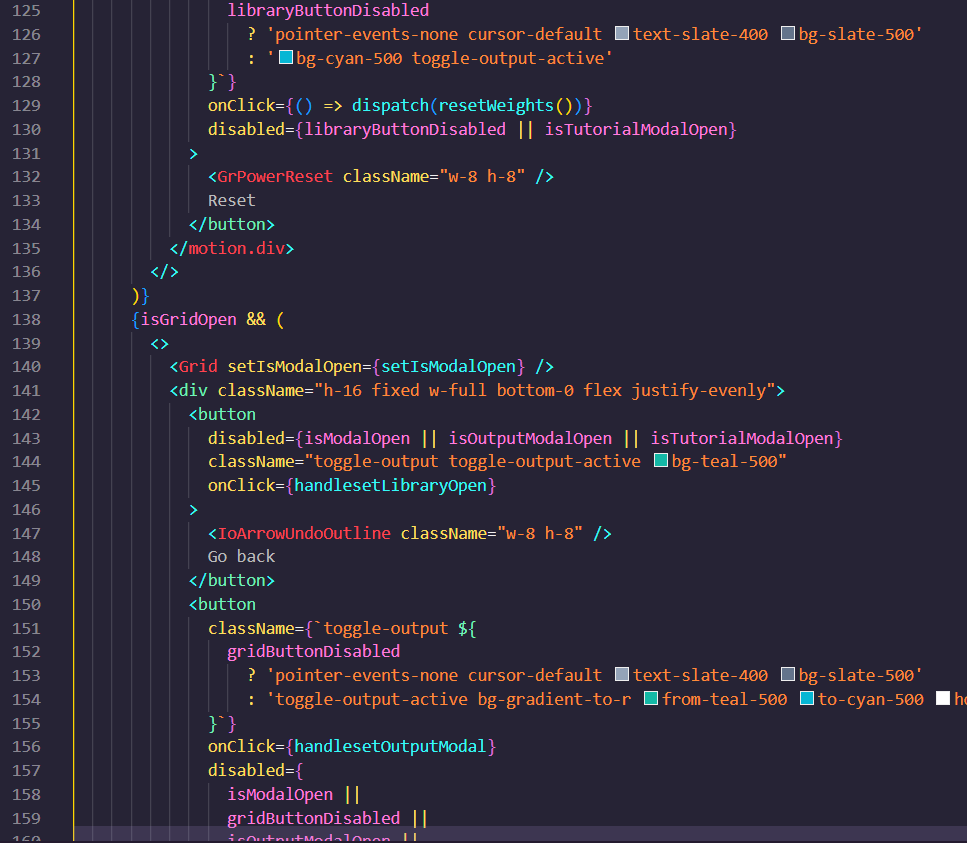 125 libraryButtonDisabled
126 ? 'pointer-events-none cursor-default text-slate-400 bg-slate-500'
127 : 'bg-cyan-500 toggle-output-active'
128 }`}
129 onClick={() => dispatch(resetWeights())}
130 disabled={libraryButtonDisabled || isTutorialModalOpen}
131 >
132 <GrPowerReset className="w-8 h-8" />
133 Reset
134 </button>
135 </motion.div>
136 </>
137 )}
138 {isGridOpen && (
139 <>
140 <Grid setIsModalOpen={setIsModalOpen} />
141 <div className="h-16 fixed w-full bottom-0 flex justify-evenly">
142 <button
143 disabled={isModalOpen || isOutputModalOpen || isTutorialModalOpen}
144 className="toggle-output toggle-output-active bg-teal-500"
145 onClick={handlesetLibraryOpen}
146 >
147 <IoArrowUndoOutline className="w-8 h-8" />
148 Go back
149 </button>
150 <button
151 className={`toggle-output ${
152 gridButtonDisabled
153 ? 'pointer-events-none cursor-default text-slate-400 bg-slate-500'
154 : 'toggle-output-active bg-gradient-to-r from-teal-500 to-cyan-500
155 }`}
156 onClick={handlesetOutputModal}
157 disabled={
158 isModalOpen ||
159 gridButtonDisabled ||
160 isOutputModalOpen ||